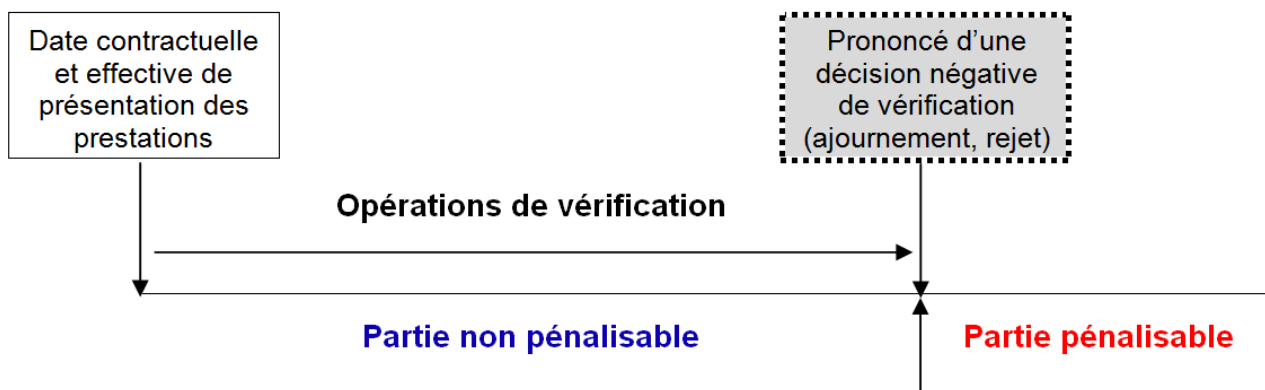 Date contractuelle
et effective de
présentation des
prestations
Prononcé d’une
décision négative
de vérification
(ajournement, rejet)
Opérations de vérification
Partie non pénalisable
Partie pénalisable